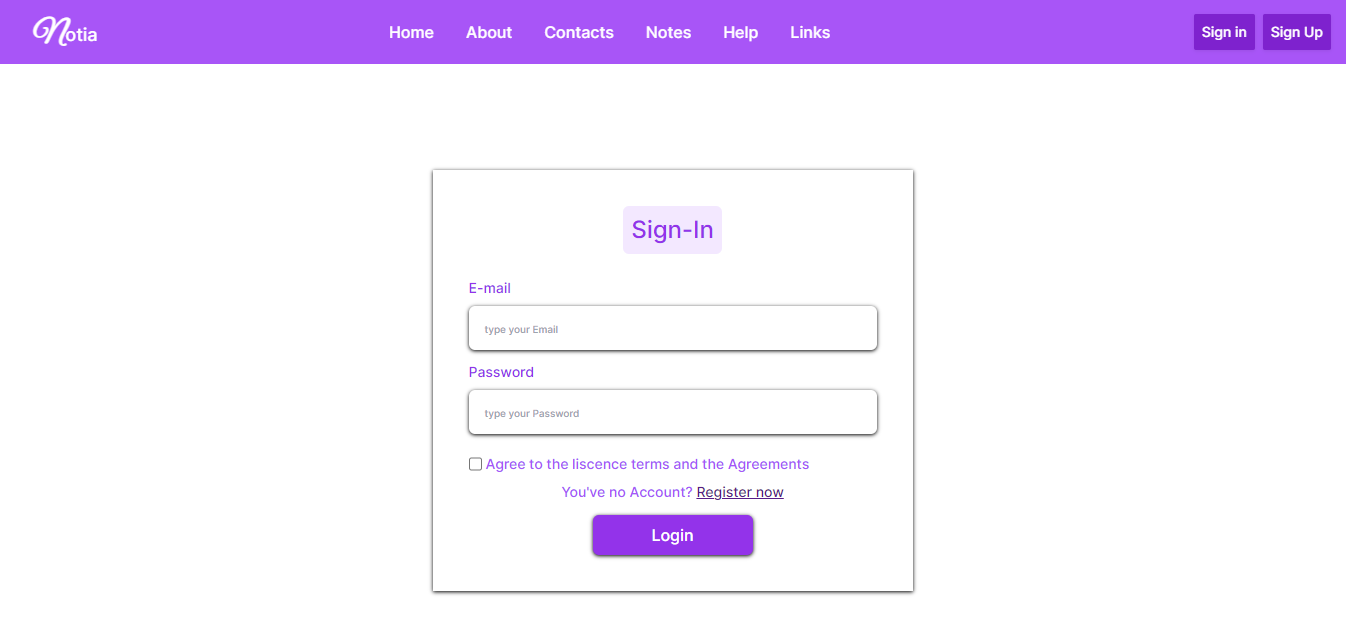 Notia Home About Contacts Notes Help Links Sign in Sign Up
Sign-In
E-mail
type your Email
Password
type your Password
Agree to the liscence terms and the Agreements
You've no Account? Register now
Login